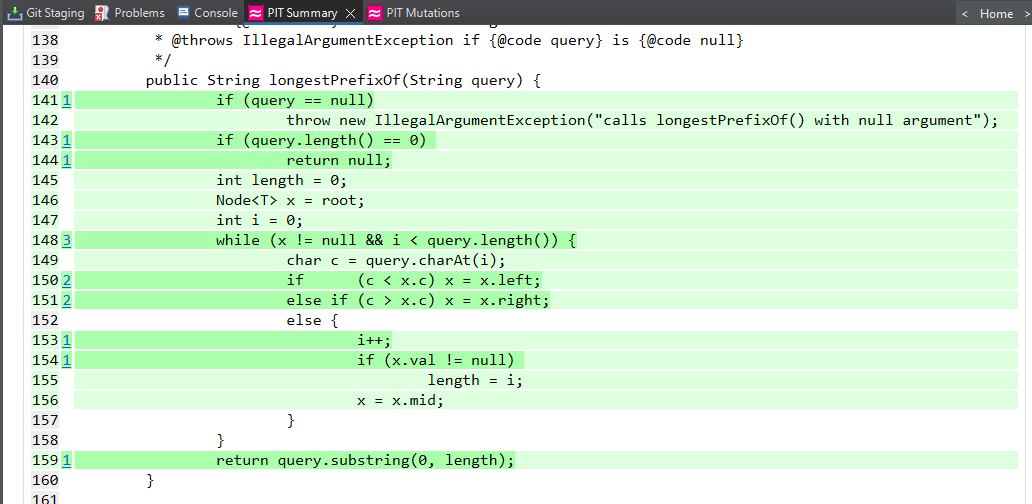 Git Staging Problems Console PIT Summary PIT Mutations < Home >
138 * @throws IllegalArgumentException if {@code query} is {@code null}
139 */
140 public String longestPrefixOf(String query) {
141 1 if (query == null)
142 throw new IllegalArgumentException("calls longestPrefixOf() with null argument");
143 1 if (query.length() == 0)
144 1 return null;
145 int length = 0;
146 Node<T> x = root;
147 int i = 0;
148 3 while (x != null && i < query.length()) {
149 char c = query.charAt(i);
150 2 if (c < x.c) x = x.left;
151 2 else if (c > x.c) x = x.right;
152 else {
153 1 i++;
154 1 if (x.val != null)
155 length = i;
156 x = x.mid;
157 }
158 }
159 1 return query.substring(0, length);
160 }
161